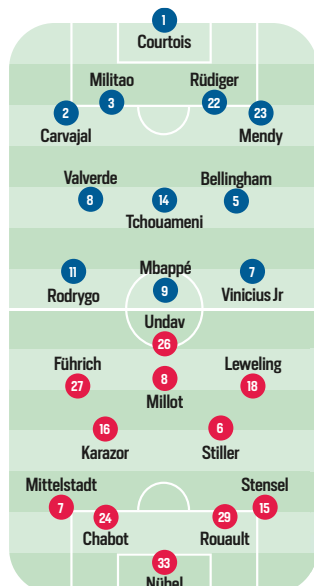 1
Courtois
Militao
Rüdiger
3
22
2
23
Carvajal
Mendy
Valverde
Bellingham
8
14
5
Tchouameni
Mbappé
11
7
9
Rodrygo
Vinicius Jr
Undav
26
Führich
Leweling
27
8
18
Millot
16
6
Karazor
Stiller
Mittelstadt
Stensel
7
15
24
29
Chabot
Rouault
33
Nübel